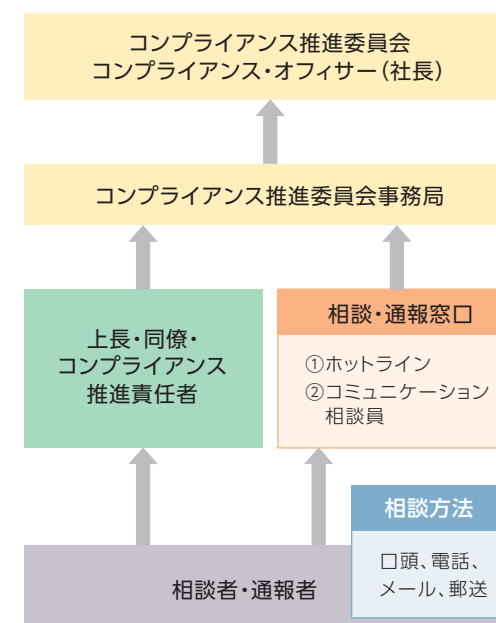 コンプライアンス推進委員会
コンプライアンス・オフィサー（社長）
コンプライアンス推進委員会事務局
上長・同僚・
コンプライアンス
推進責任者
相談・通報窓口
①ホットライン
②コミュニケーション
相談員
相談方法
口頭、電話、
メール、郵送
相談者・通報者